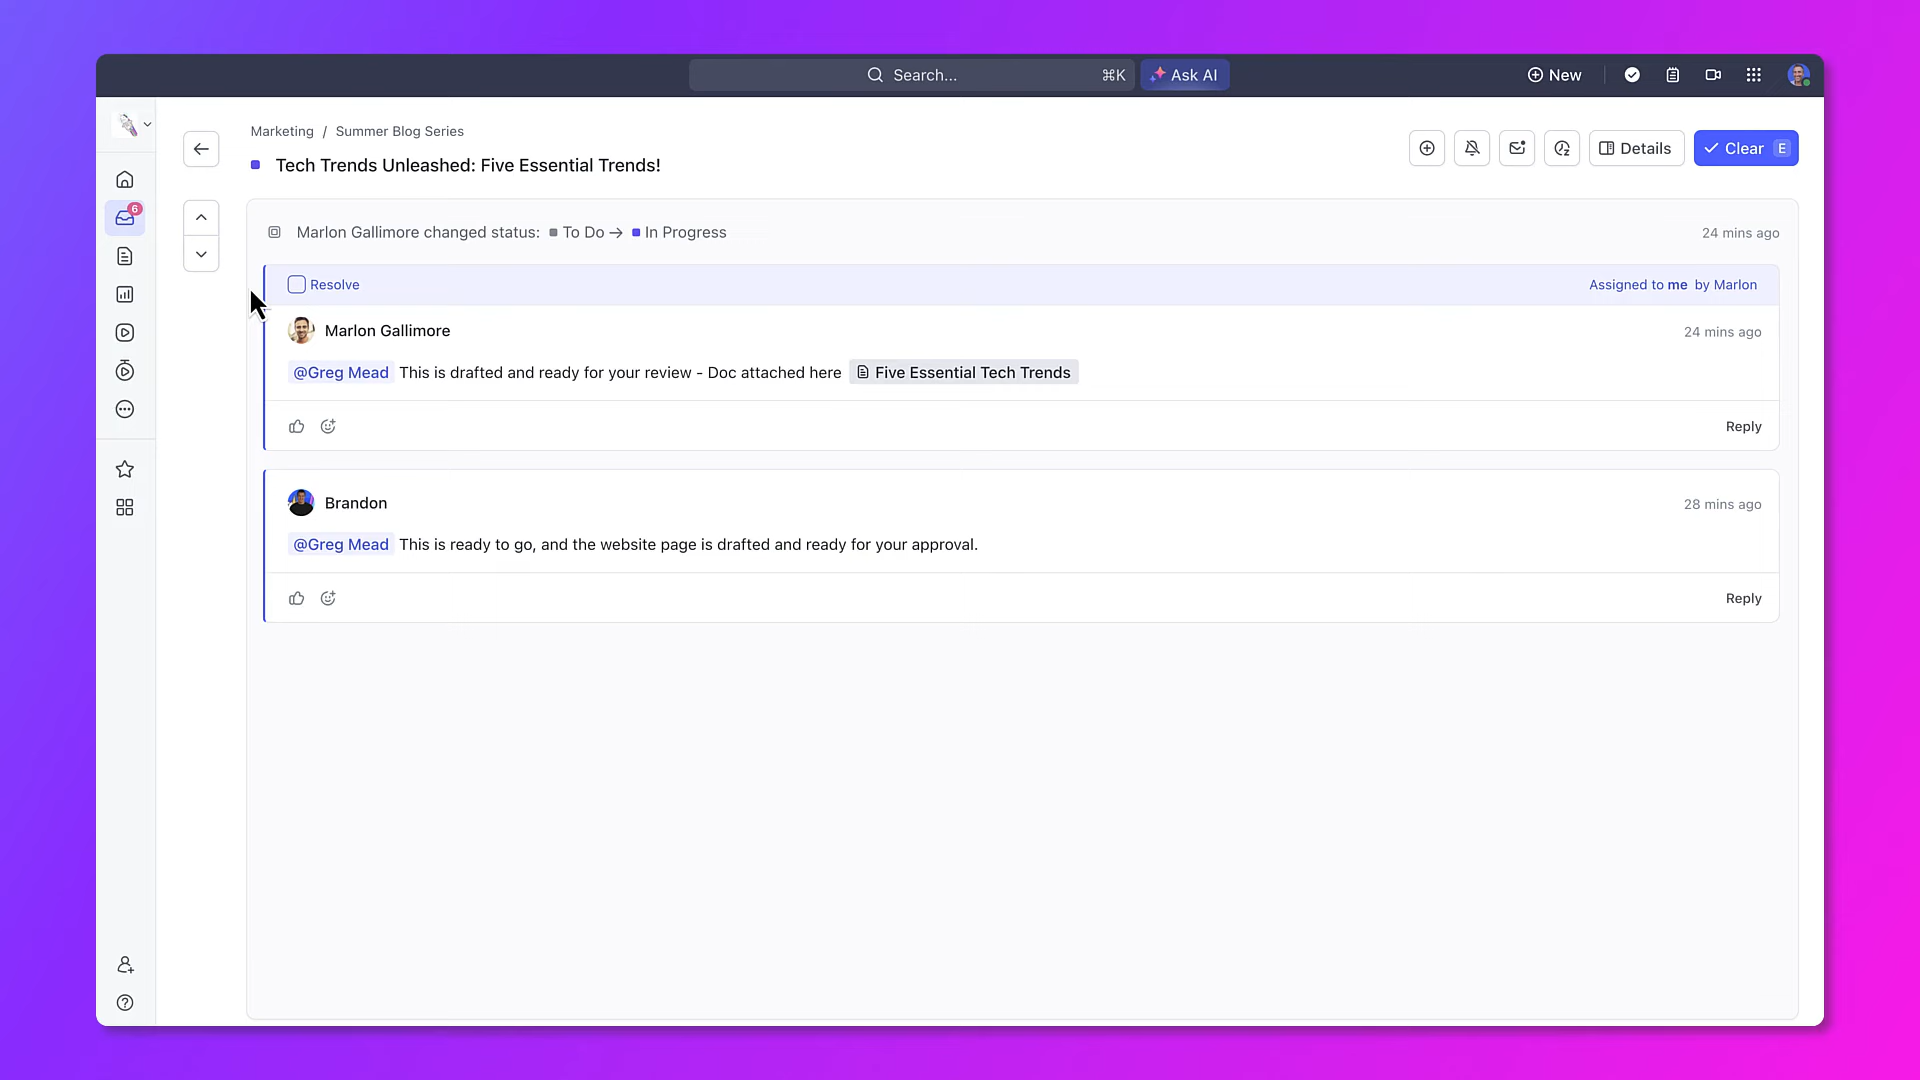 Search... ⌘K Ask AI New
Marketing / Summer Blog Series
Tech Trends Unleashed: Five Essential Trends!
Details Clear E
6
Marlon Gallimore changed status: To Do → In Progress 24 mins ago
Resolve Assigned to me by Marlon
Marlon Gallimore 24 mins ago
@Greg Mead This is drafted and ready for your review - Doc attached here Five Essential Tech Trends
Reply
Brandon 28 mins ago
@Greg Mead This is ready to go, and the website page is drafted and ready for your approval.
Reply